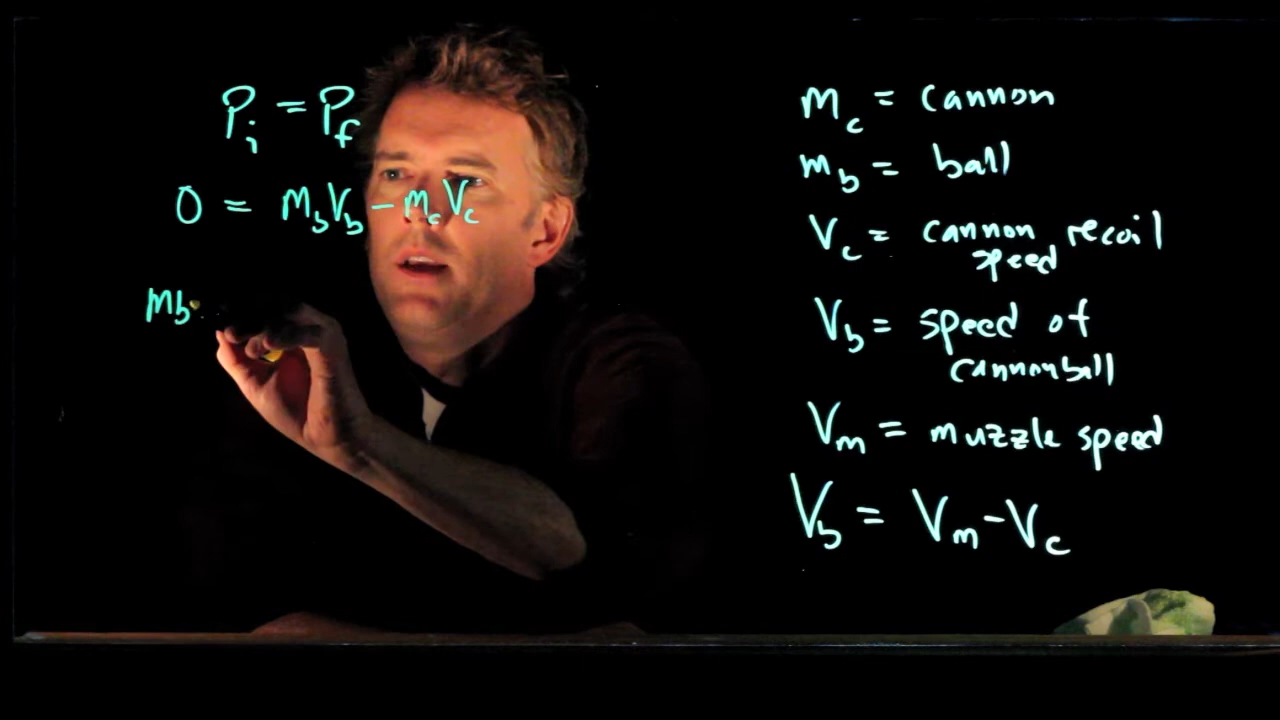 Pi = Pf
0 = mbVb - mcVc
mb
mc = cannon
mb = ball
Vc = cannon recoil
speed
Vb = speed of
cannonball
Vm = muzzle speed
Vb = Vm - Vc